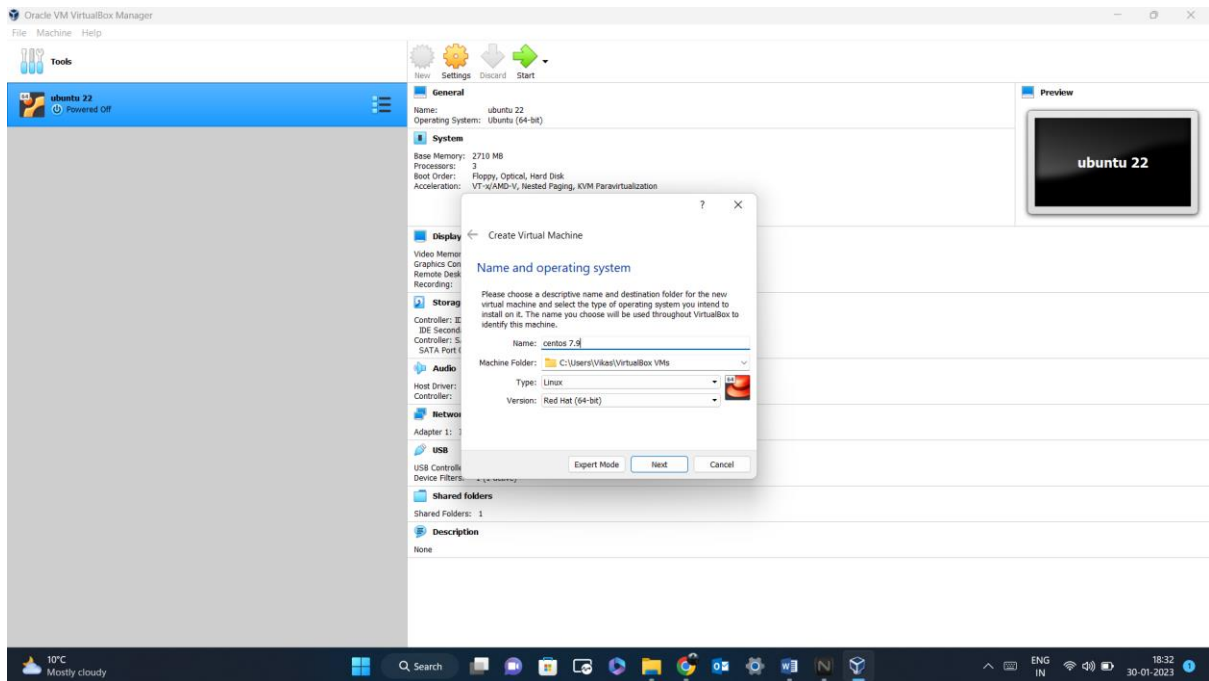 Oracle VM VirtualBox Manager
File Machine Help
Tools
New Settings Discard Start
ubuntu 22
Powered Off
General
Name: ubuntu 22
Operating System: Ubuntu (64-bit)
Preview
ubuntu 22
System
Base Memory: 2710 MB
Processors: 3
Boot Order: Floppy, Optical, Hard Disk
Acceleration: VT-x/AMD-V, Nested Paging, KVM Paravirtualization
Display
Video Memor
Graphics Con
Remote Desk
Recording:
Storag
Controller:
IDE Second
Controller:
SATA Port
Audio
Host Driver:
Controller:
Networ
Adapter 1:
USB
USB Controlle
Device Filters: 1 (1 active)
Shared folders
Shared Folders: 1
Description
None
?
Create Virtual Machine
Name and operating system
Please choose a descriptive name and destination folder for the new
virtual machine and select the type of operating system you intend to
install on it. The name you choose will be used throughout VirtualBox to
identify this machine.
Name: centos 7.9
Machine Folder: C:\Users\Vikas\VirtualBox VMs
Type: Linux
64
Version: Red Hat (64-bit)
Expert Mode Next Cancel
10°C
Mostly cloudy
Search
ENG
IN
18:32
30-01-2023
1